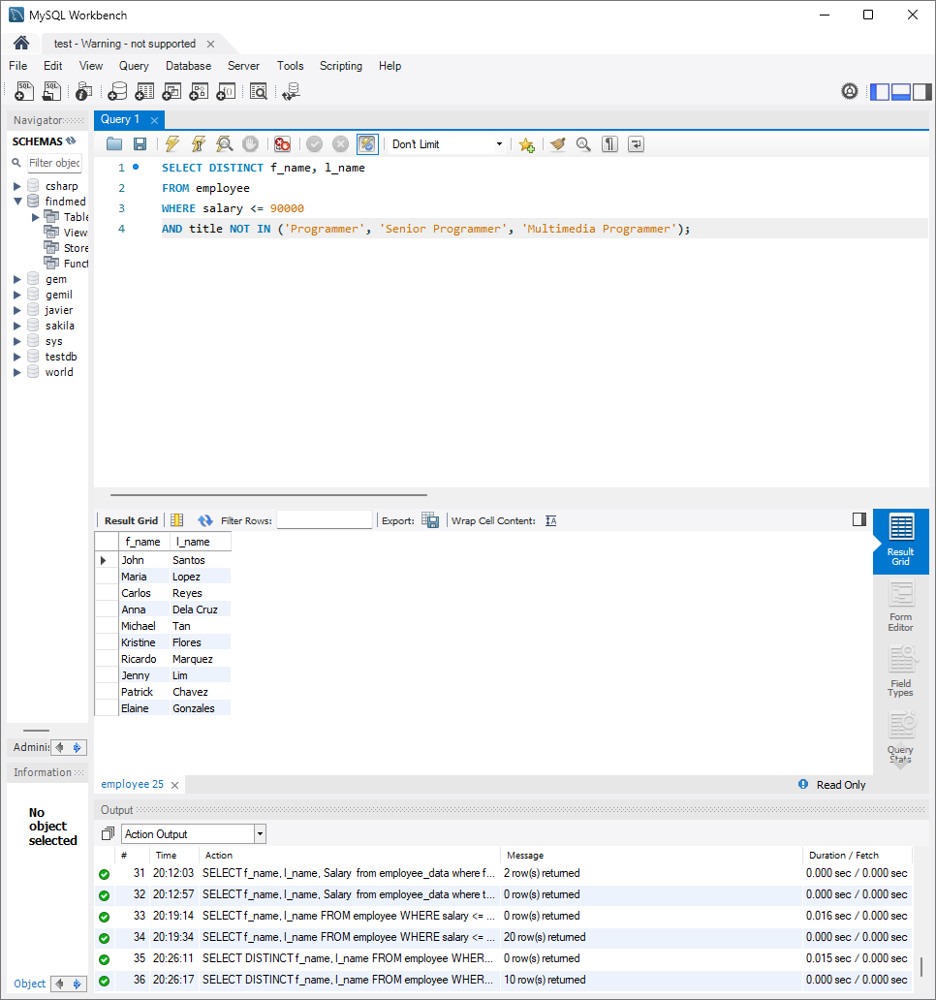 MySQL Workbench
test - Warning - not supported
File Edit View Query Database Server Tools Scripting Help
Navigator
SCHEMAS
Filter objec
csharp
findmed
Table
Views
Store
Funct
gem
gemil
javier
sakila
sys
testdb
world
Adminis
Information
No
object
selected
Object
Query 1
Don't Limit
1 SELECT DISTINCT f_name, l_name
2 FROM employee
3 WHERE salary <= 90000
4 AND title NOT IN ('Programmer', 'Senior Programmer', 'Multimedia Programmer');
Result Grid Filter Rows: Export: Wrap Cell Content:
f_name l_name
John Santos
Maria Lopez
Carlos Reyes
Anna Dela Cruz
Michael Tan
Kristine Flores
Ricardo Marquez
Jenny Lim
Patrick Chavez
Elaine Gonzales
Result
Grid
Form
Editor
Field
Types
Query
Stats
employee 25
Read Only
Output
Action Output
# Time Action Message Duration / Fetch
31 20:12:03 SELECT f_name, l_name, Salary from employee_data where f... 2 row(s) returned 0.000 sec / 0.000 sec
32 20:12:57 SELECT f_name, l_name, Salary from employee_data where t... 0 row(s) returned 0.000 sec / 0.000 sec
33 20:19:14 SELECT f_name, l_name FROM employee WHERE salary <= ... 0 row(s) returned 0.016 sec / 0.000 sec
34 20:19:34 SELECT f_name, l_name FROM employee WHERE salary <= ... 20 row(s) returned 0.000 sec / 0.000 sec
35 20:26:11 SELECT DISTINCT f_name, l_name FROM employee WHER... 0 row(s) returned 0.015 sec / 0.000 sec
36 20:26:17 SELECT DISTINCT f_name, l_name FROM employee WHER... 10 row(s) returned 0.000 sec / 0.000 sec